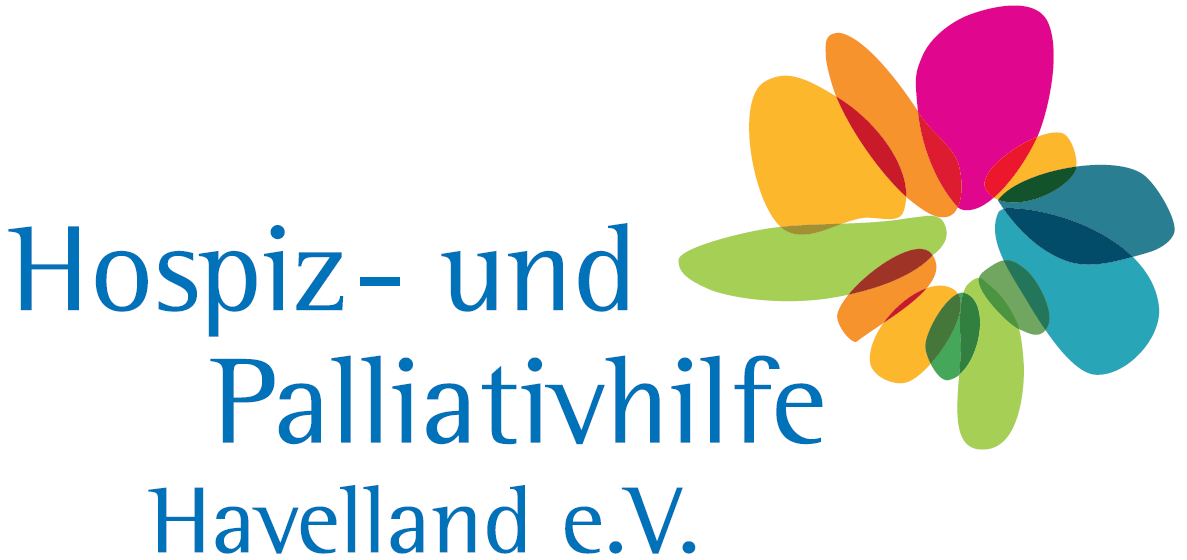 Hospiz- und
Palliativhilfe
Havelland e.V.